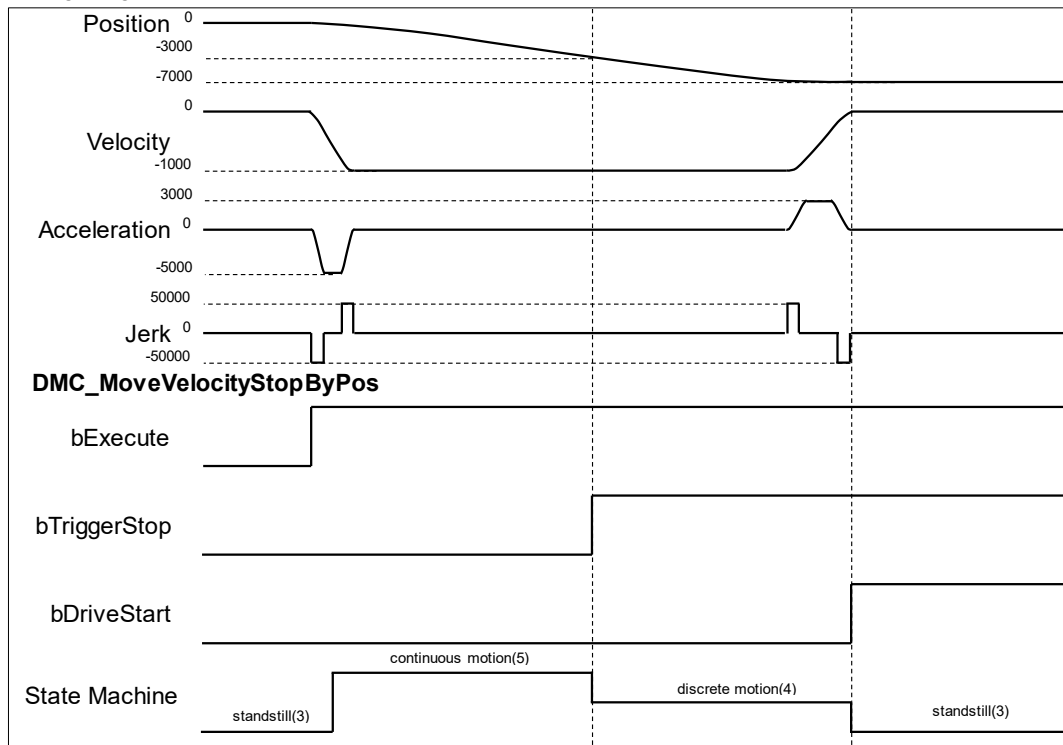 Position
0
-3000
-7000
Velocity
0
-1000
Acceleration
3000
0
-5000
Jerk
50000
0
-50000
DMC_MoveVelocityStopByPos
bExecute
bTriggerStop
bDriveStart
State Machine
continuous motion(5)
discrete motion(4)
standstill(3)
standstill(3)